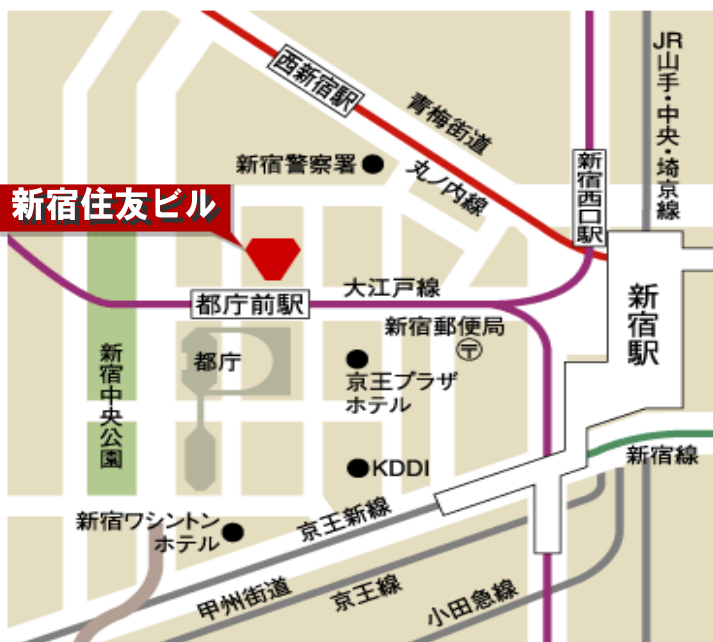 JR山手・中央・埼京線
西新宿駅
青梅街道
新宿警察署
丸ノ内線
新宿西口駅
新宿住友ビル
大江戸線
都庁前駅
新宿駅
新宿郵便局
〒
都庁
新宿中央公園
京王プラザ
ホテル
KDDI
新宿線
新宿ワシントン
ホテル
京王新線
甲州街道
京王線
小田急線